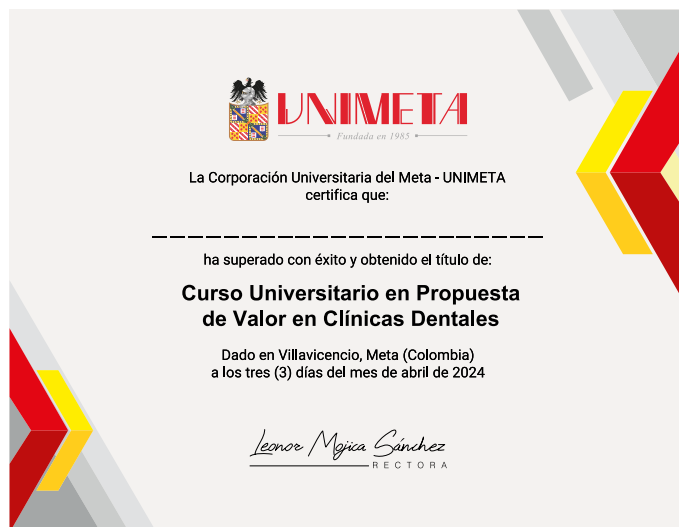 UNIMETA
Fundada en 1985
La Corporación Universitaria del Meta - UNIMETA
certifica que:
ha superado con éxito y obtenido el título de:
Curso Universitario en Propuesta
de Valor en Clínicas Dentales
Dado en Villavicencio, Meta (Colombia)
a los tres (3) días del mes de abril de 2024
Leonor Mojica Sánchez
RECTORA